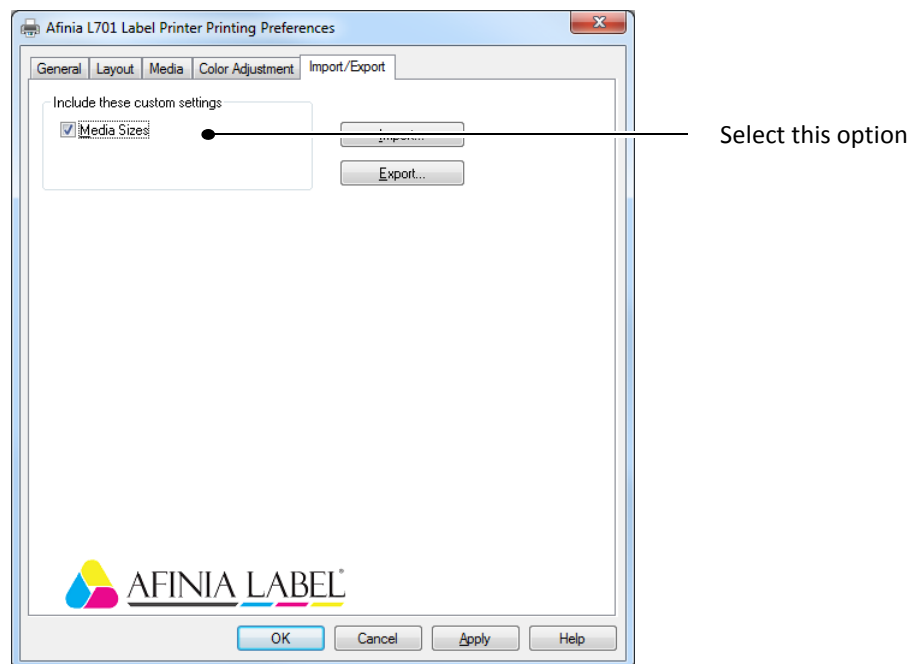 Afinia L701 Label Printer Printing Preferences
General Layout Media Color Adjustment Import/Export
Include these custom settings
Media Sizes
Import...
Select this option
Export...
AFINIA LABEL®
OK Cancel Apply Help